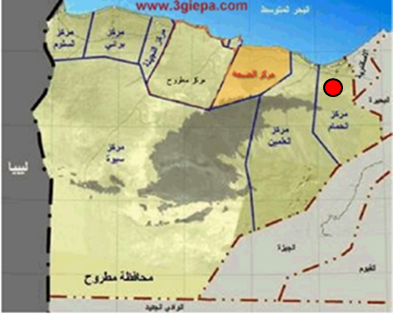 www.3giepa.com
البحر المتوسط
مركز
السلوم
مركز
براني
مركز النجيلة
مركز مطروح
مركز الضبعة
الإسكندرية
البحيرة
مركز
الحمام
مركز
العلمين
مركز
سيوة
ليبيا
الجيزة
الفيوم
محافظة مطروح
الوادي الجديد